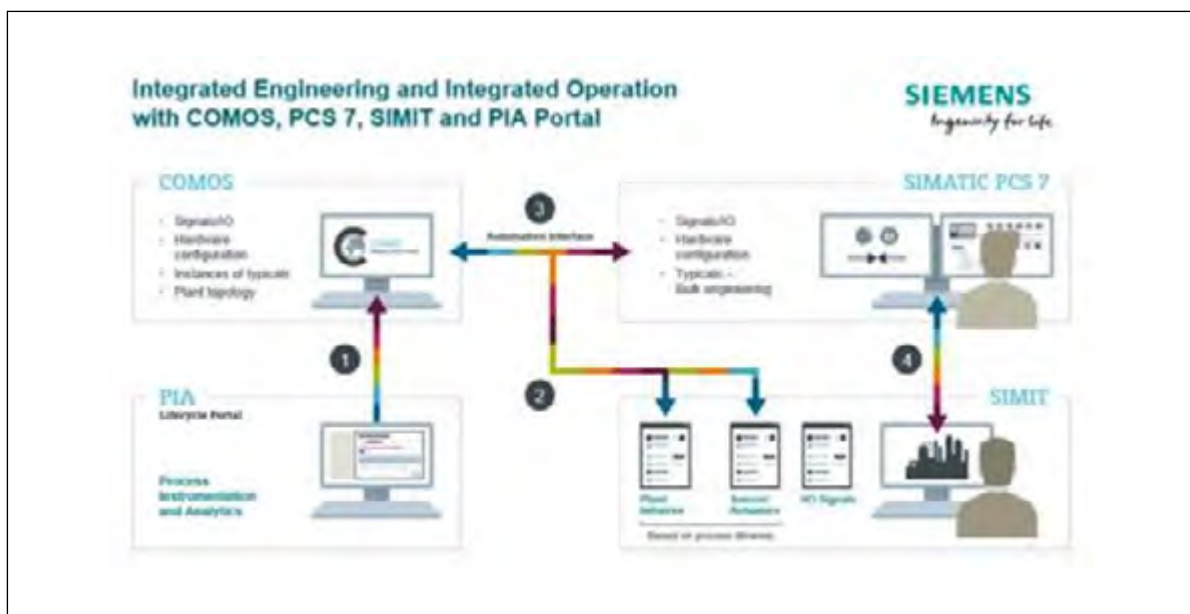 Integrated Engineering and Integrated Operation
with COMOS, PCS 7, SIMIT and PIA Portal
SIEMENS
Ingenuity for life
COMOS
· Signals/IO
· Hardware
configuration
· Instances of typicals
· Plant topology
3
Automation Interface
SIMATIC PCS 7
· Signals/IO
· Hardware
configuration
· Typicals –
Bulk engineering
1
2
4
PIA
Lifecycle Portal
Process
Instrumentation
and Analytics
SIMIT
Plant
Sensor/
Actuators
I/O Signals
Based on process libraries